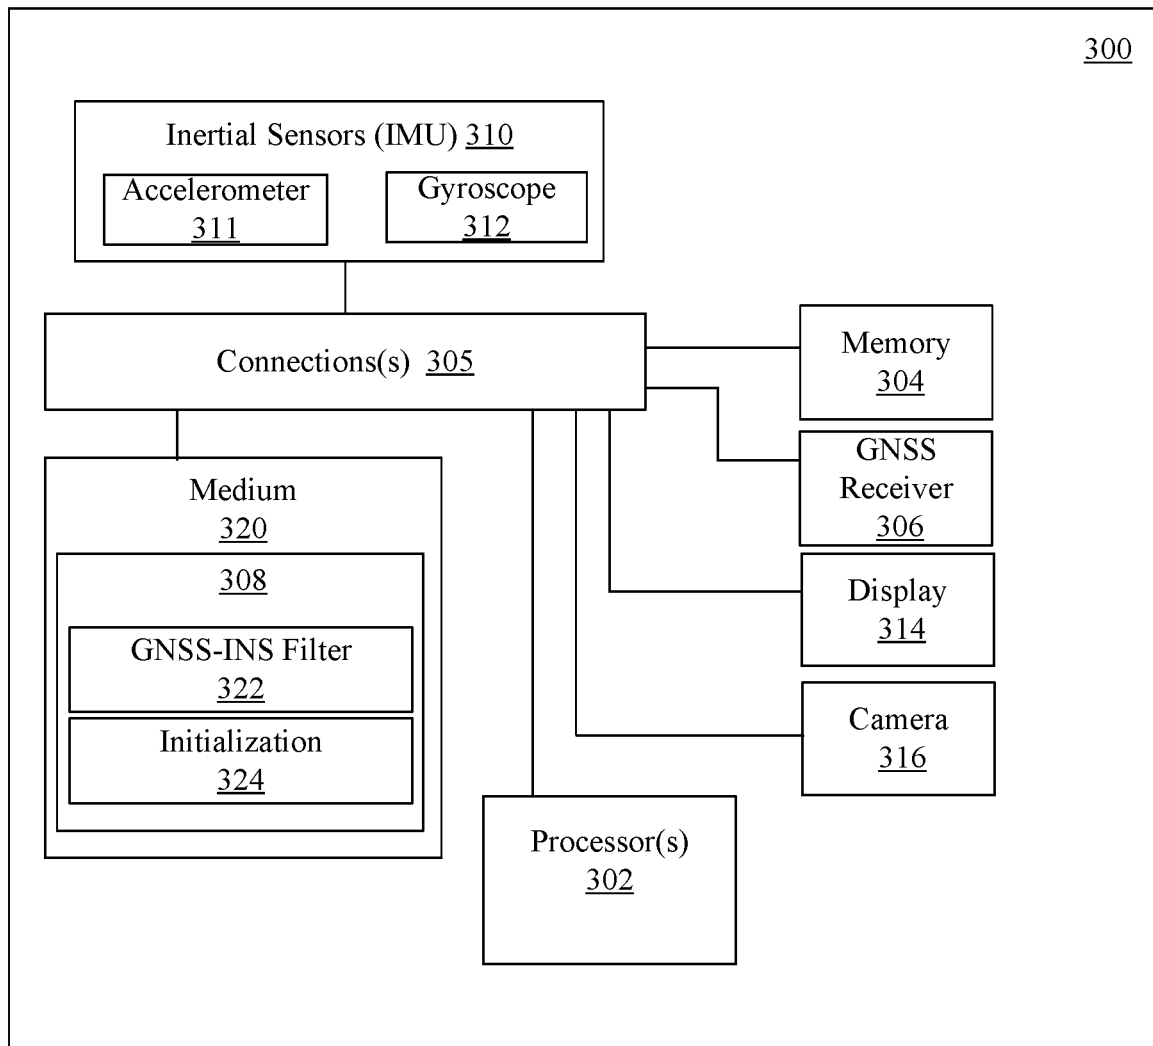 300
Inertial Sensors (IMU) 310
Accelerometer
311
Gyroscope
312
Connections(s) 305
Memory
304
GNSS
Receiver
306
Medium
320
308
GNSS-INS Filter
322
Initialization
324
Display
314
Camera
316
Processor(s)
302